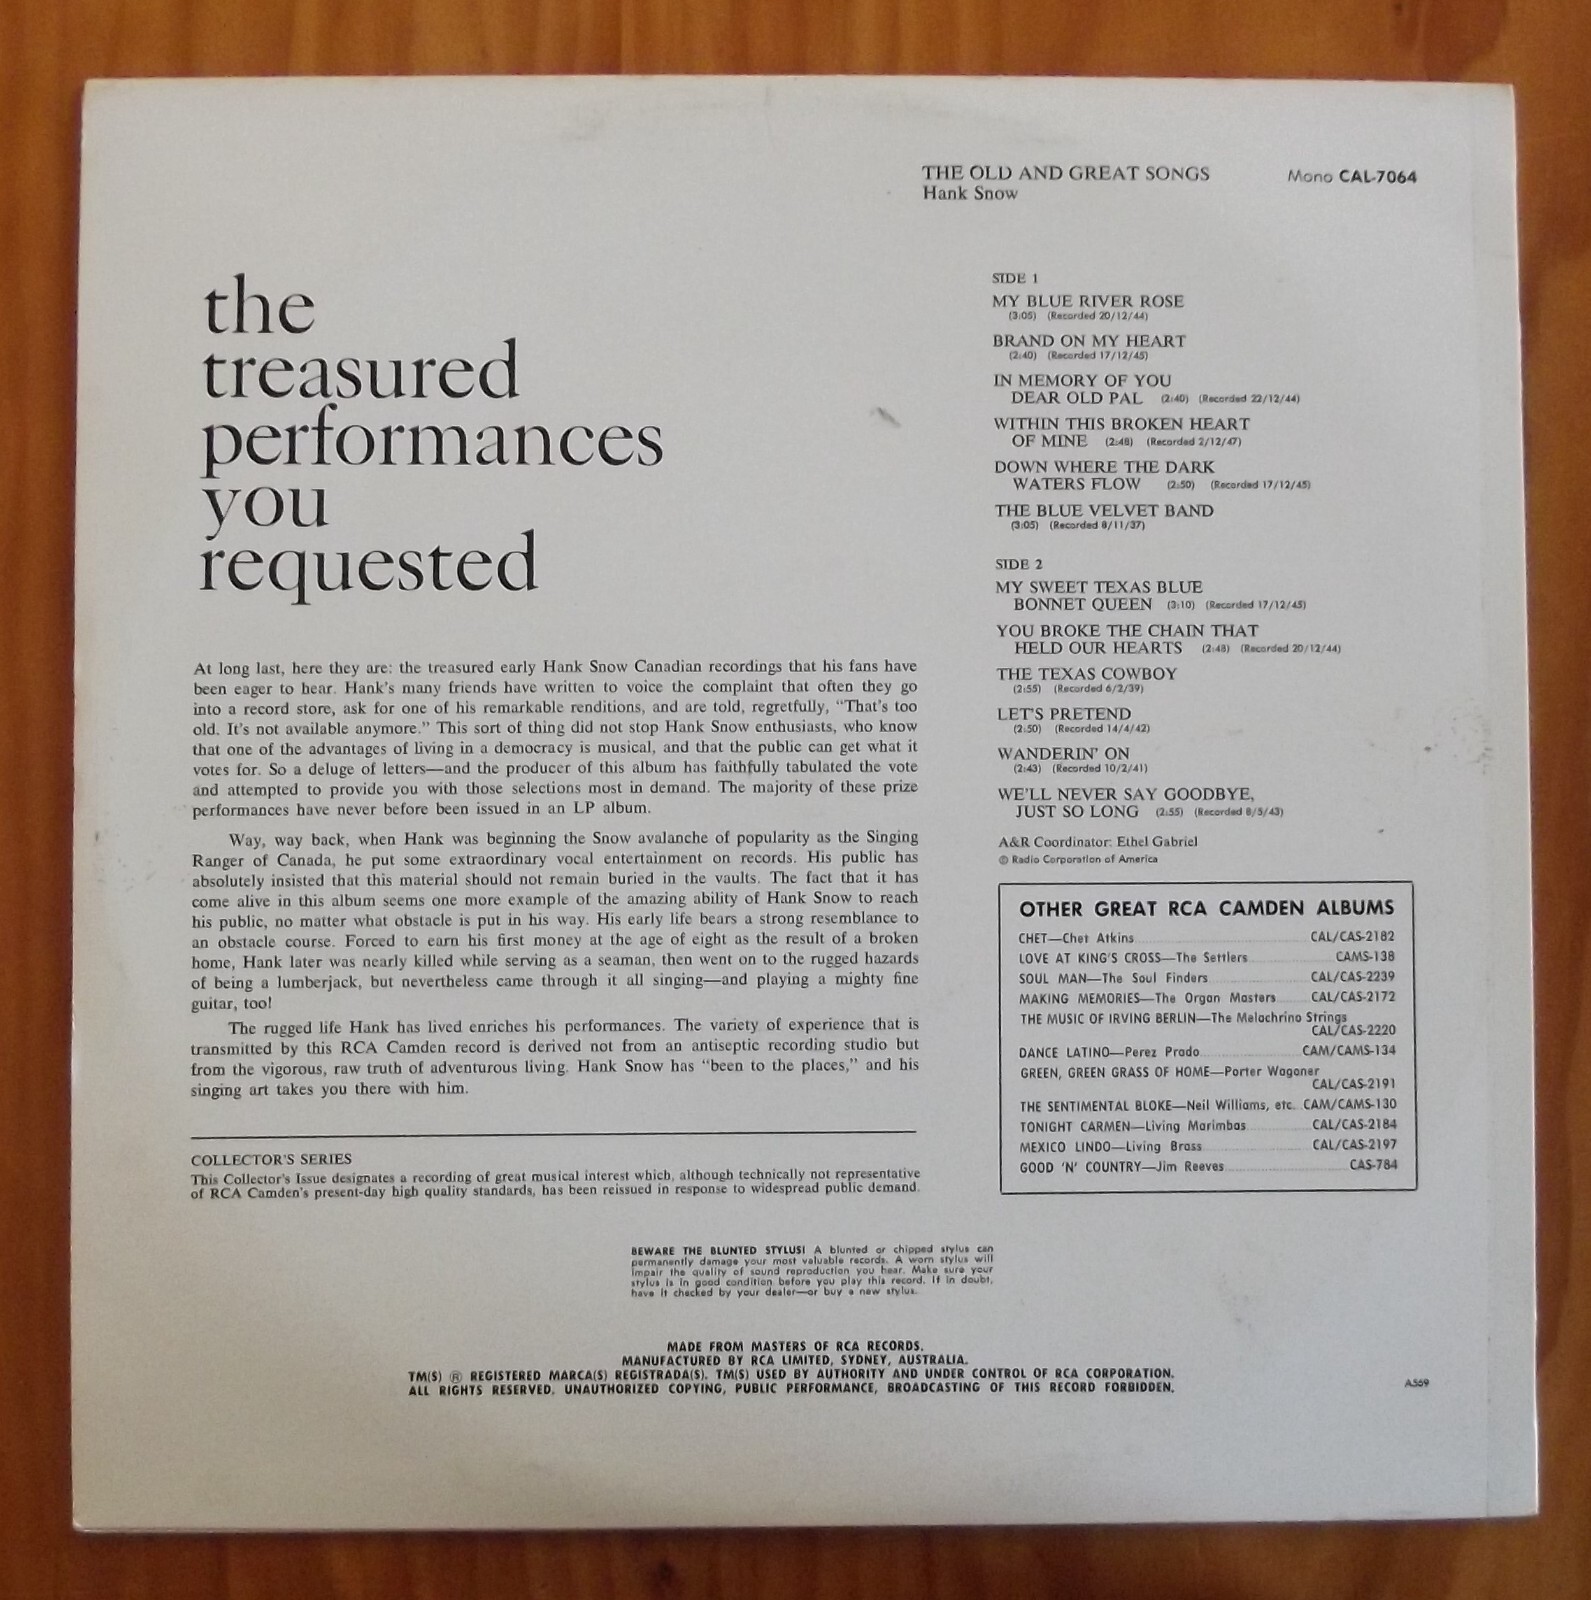 THE OLD AND GREAT SONGS
Hank Snow
Mono CAL-7064
the
treasured
performances
you
requested
At long last, here they are: the treasured early Hank Snow Canadian recordings that his fans have
been eager to hear. Hank's many friends have written to voice the complaint that often they go
into a record store, ask for one of his remarkable renditions, and are told, regretfully, "That's too
old. It's not available anymore." This sort of thing did not stop Hank Snow enthusiasts, who know
that one of the advantages of living in a democracy is musical, and that the public can get what it
votes for. So a deluge of letters—and the producer of this album has faithfully tabulated the vote
and attempted to provide you with those selections most in demand. The majority of these prize
performances have never before been issued in an LP album.
Way, way back, when Hank was beginning the Snow avalanche of popularity as the Singing
Ranger of Canada, he put some extraordinary vocal entertainment on records. His public has
absolutely insisted that this material should not remain buried in the vaults. The fact that it has
come alive in this album seems one more example of the amazing ability of Hank Snow to reach
his public, no matter what obstacle is put in his way. His early life bears a strong resemblance to
an obstacle course. Forced to earn his first money at the age of eight as the result of a broken
home, Hank later was nearly killed while serving as a seaman, then went on to the rugged hazards
of being a lumberjack, but nevertheless came through it all singing—and playing a mighty fine
guitar, too!
The rugged life Hank has lived enriches his performances. The variety of experience that is
transmitted by this RCA Camden record is derived not from an antiseptic recording studio but
from the vigorous, raw truth of adventurous living. Hank Snow has "been to the places," and his
singing art takes you there with him.
COLLECTOR'S SERIES
This Collector's Issue designates a recording of great musical interest which, although technically not representative
of RCA Camden's present-day high quality standards, has been reissued in response to widespread public demand.
SIDE 1
MY BLUE RIVER ROSE
(3:05) (Recorded 20/12/44)
BRAND ON MY HEART
(2:40) (Recorded 17/12/45)
IN MEMORY OF YOU
DEAR OLD PAL (2:40) (Recorded 22/12/44)
WITHIN THIS BROKEN HEART
OF MINE (2:48) (Recorded 2/12/47)
DOWN WHERE THE DARK
WATERS FLOW (2:50) (Recorded 17/12/45)
THE BLUE VELVET BAND
(3:05) (Recorded 8/11/37)
SIDE 2
MY SWEET TEXAS BLUE
BONNET QUEEN (3:10) (Recorded 17/12/45)
YOU BROKE THE CHAIN THAT
HELD OUR HEARTS (2:48) (Recorded 20/12/44)
THE TEXAS COWBOY
(2:55) (Recorded 6/2/39)
LET'S PRETEND
(2:50) (Recorded 14/4/42)
WANDERIN' ON
(2:43) (Recorded 10/2/41)
WE'LL NEVER SAY GOODBYE,
JUST SO LONG (2:55) (Recorded 8/5/43)
A&R Coordinator: Ethel Gabriel
© Radio Corporation of America
OTHER GREAT RCA CAMDEN ALBUMS
CHET—Chet Atkins CAL/CAS-2182
LOVE AT KING'S CROSS—The Settlers CAMS-138
SOUL MAN—The Soul Finders CAL/CAS-2239
MAKING MEMORIES—The Organ Masters CAL/CAS-2172
THE MUSIC OF IRVING BERLIN—The Melachrino Strings
CAL/CAS-2220
DANCE LATINO—Perez Prado CAM/CAMS-134
GREEN, GREEN GRASS OF HOME—Porter Wagoner
CAL/CAS-2191
THE SENTIMENTAL BLOKE—Neil Williams, etc. CAM/CAMS-130
TONIGHT CARMEN—Living Marimbas CAL/CAS-2184
MEXICO LINDO—Living Brass CAL/CAS-2197
GOOD 'N' COUNTRY—Jim Reeves CAS-784
BEWARE THE BLUNTED STYLUS! A blunted or chipped stylus can
permanently damage your most valuable records. A worn stylus will
impair the quality of sound reproduction you hear. Make sure your
stylus is in good condition before you play this record. If in doubt,
have it checked by your dealer—or buy a new stylus.
MADE FROM MASTERS OF RCA RECORDS.
MANUFACTURED BY RCA LIMITED, SYDNEY, AUSTRALIA.
TM(S) ® REGISTERED MARCA(S) REGISTRADA(S). TM(S) USED BY AUTHORITY AND UNDER CONTROL OF RCA CORPORATION.
ALL RIGHTS RESERVED. UNAUTHORIZED COPYING, PUBLIC PERFORMANCE, BROADCASTING OF THIS RECORD FORBIDDEN.
A569